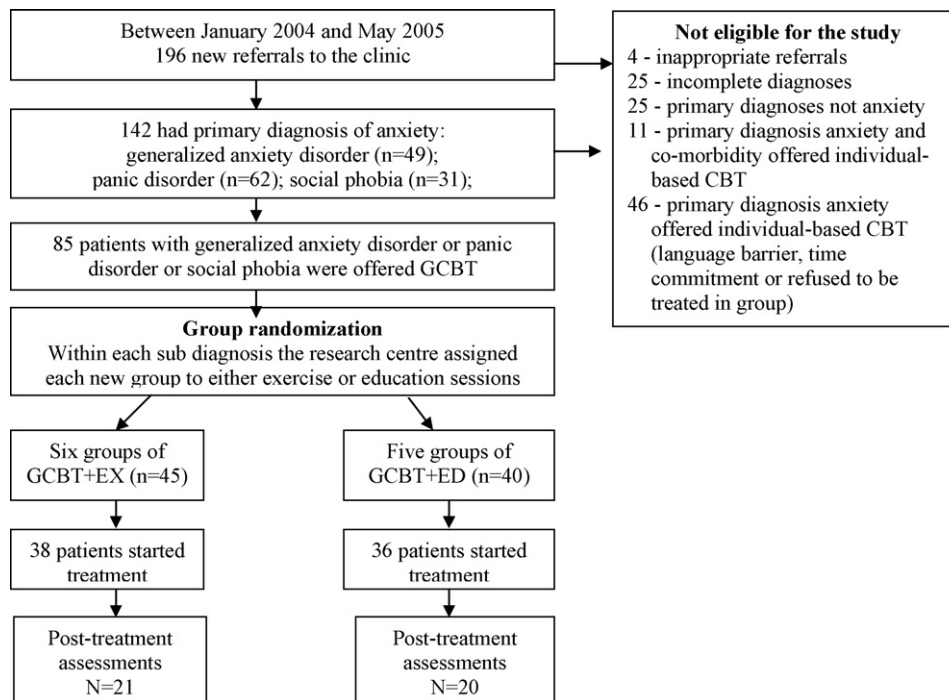 Between January 2004 and May 2005
196 new referrals to the clinic
Not eligible for the study
4 - inappropriate referrals
25 - incomplete diagnoses
25 - primary diagnoses not anxiety
11 - primary diagnosis anxiety and
co-morbidity offered individual-
based CBT
46 - primary diagnosis anxiety
offered individual-based CBT
(language barrier, time
commitment or refused to be
treated in group)
142 had primary diagnosis of anxiety:
generalized anxiety disorder (n=49);
panic disorder (n=62); social phobia (n=31);
85 patients with generalized anxiety disorder or panic
disorder or social phobia were offered GCBT
Group randomization
Within each sub diagnosis the research centre assigned
each new group to either exercise or education sessions
Six groups of
GCBT+EX (n=45)
Five groups of
GCBT+ED (n=40)
38 patients started
treatment
36 patients started
treatment
Post-treatment
assessments
N=21
Post-treatment
assessments
N=20